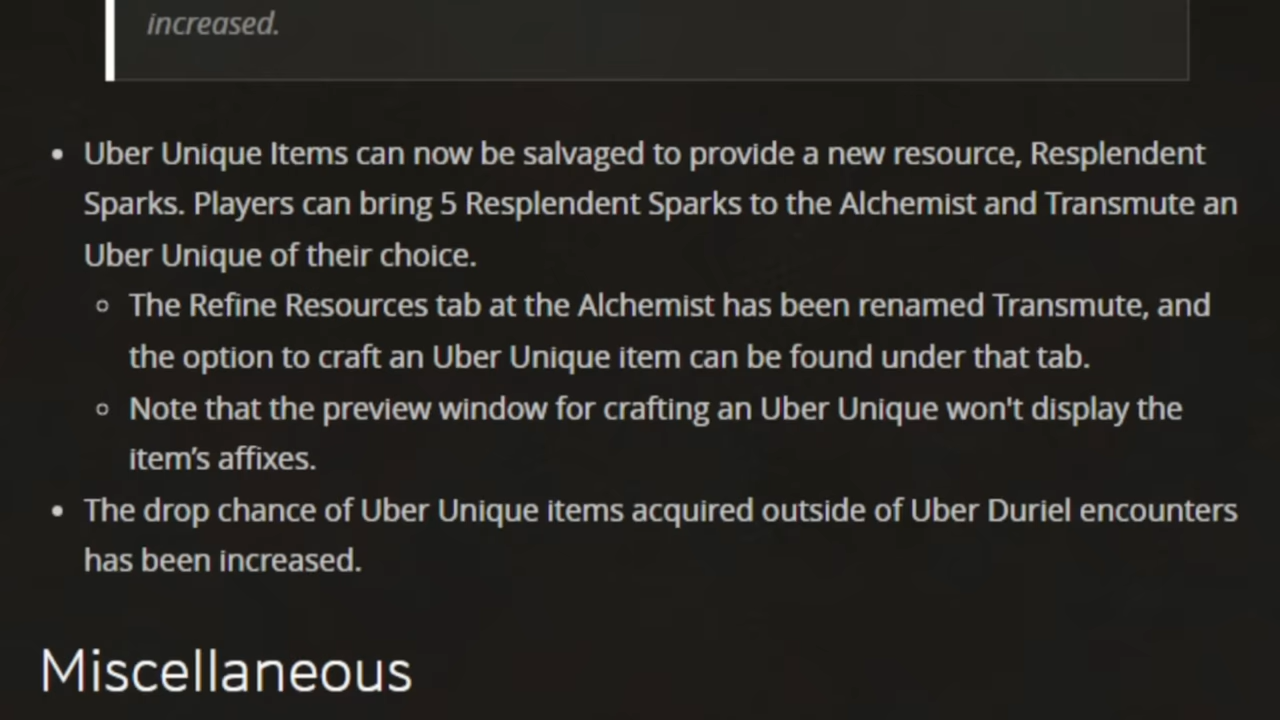 increased.
• Uber Unique Items can now be salvaged to provide a new resource, Resplendent
Sparks. Players can bring 5 Resplendent Sparks to the Alchemist and Transmute an
Uber Unique of their choice.
◦ The Refine Resources tab at the Alchemist has been renamed Transmute, and
the option to craft an Uber Unique item can be found under that tab.
◦ Note that the preview window for crafting an Uber Unique won't display the
item’s affixes.
• The drop chance of Uber Unique items acquired outside of Uber Duriel encounters
has been increased.
Miscellaneous